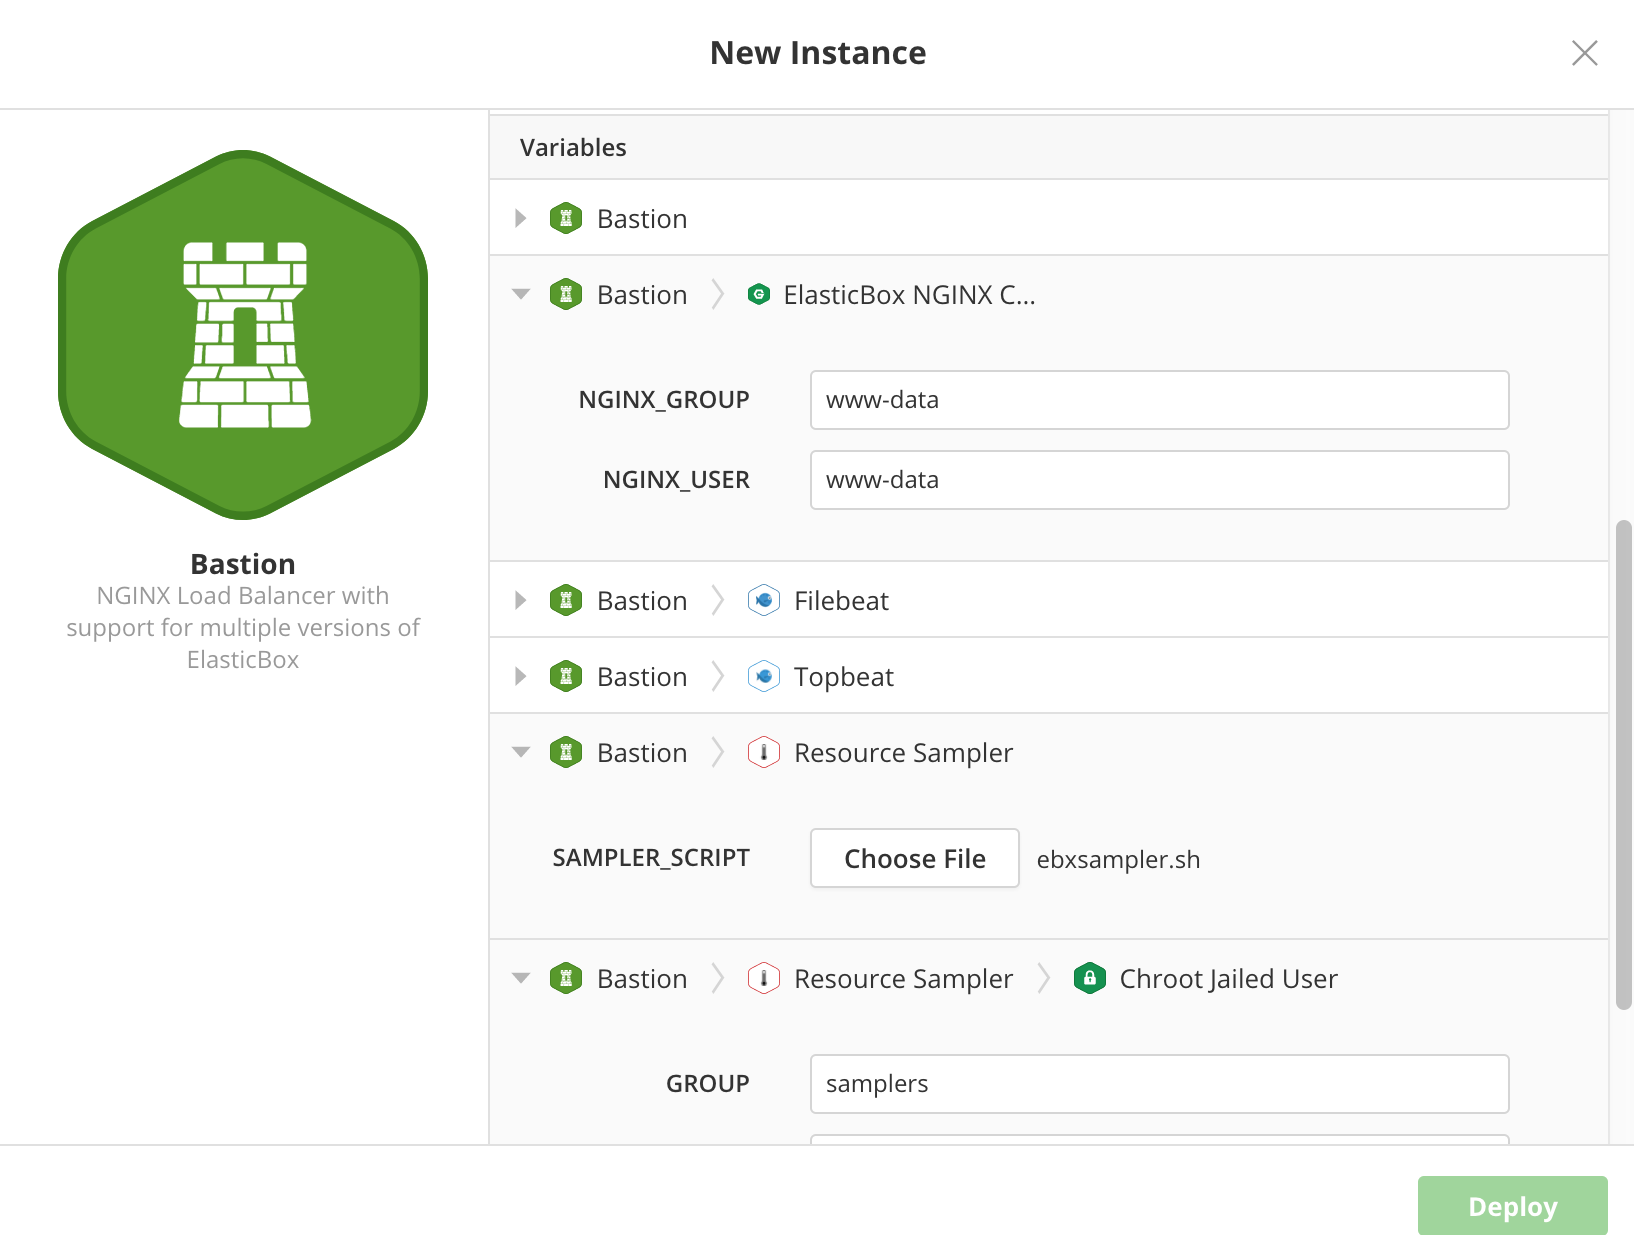 New Instance
Bastion
NGINX Load Balancer with
support for multiple versions of
ElasticBox
Variables
Bastion
Bastion ElasticBox NGINX C...
NGINX_GROUP www-data
NGINX_USER www-data
Bastion Filebeat
Bastion Topbeat
Bastion Resource Sampler
SAMPLER_SCRIPT Choose File ebxsampler.sh
Bastion Resource Sampler Chroot Jailed User
GROUP samplers
Deploy